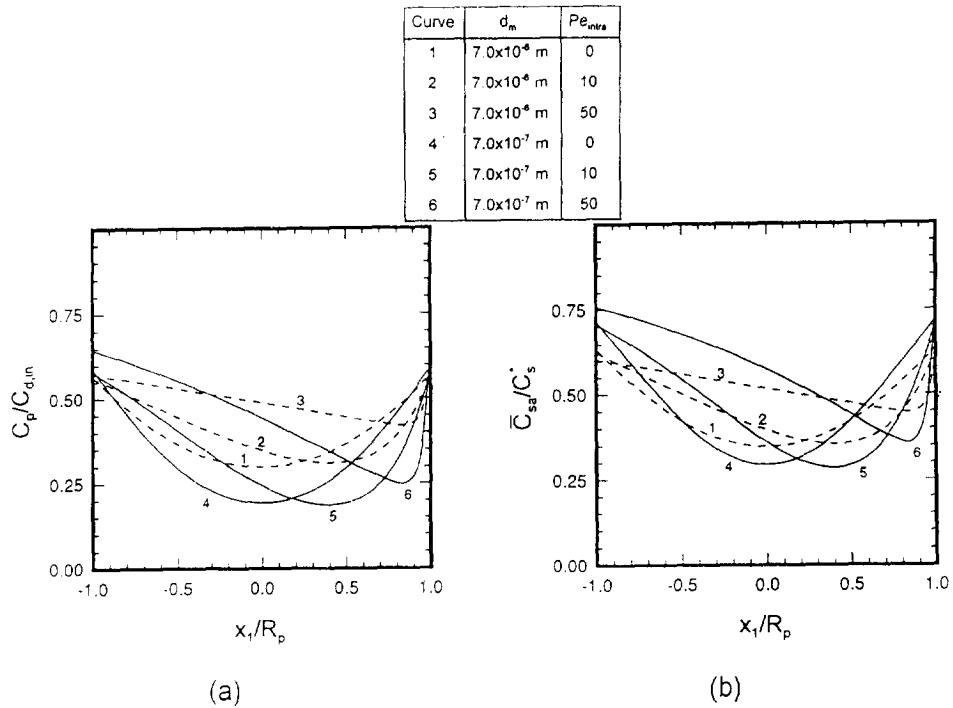 Curve d_m Pe_intra
1 7.0x10⁻⁶ m 0
2 7.0x10⁻⁶ m 10
3 7.0x10⁻⁶ m 50
4 7.0x10⁻⁷ m 0
5 7.0x10⁻⁷ m 10
6 7.0x10⁻⁷ m 50
C_p/C_d,in
0.75
0.50
0.25
0.00
3
2
1
4
5
6
-1.0 -0.5 0.0 0.5 1.0
x₁/R_p
(a)
C̅_sa/C_s^*
0.75
0.50
0.25
0.00
3
2
1
4
5
6
-1.0 -0.5 0.0 0.5 1.0
x₁/R_p
(b)